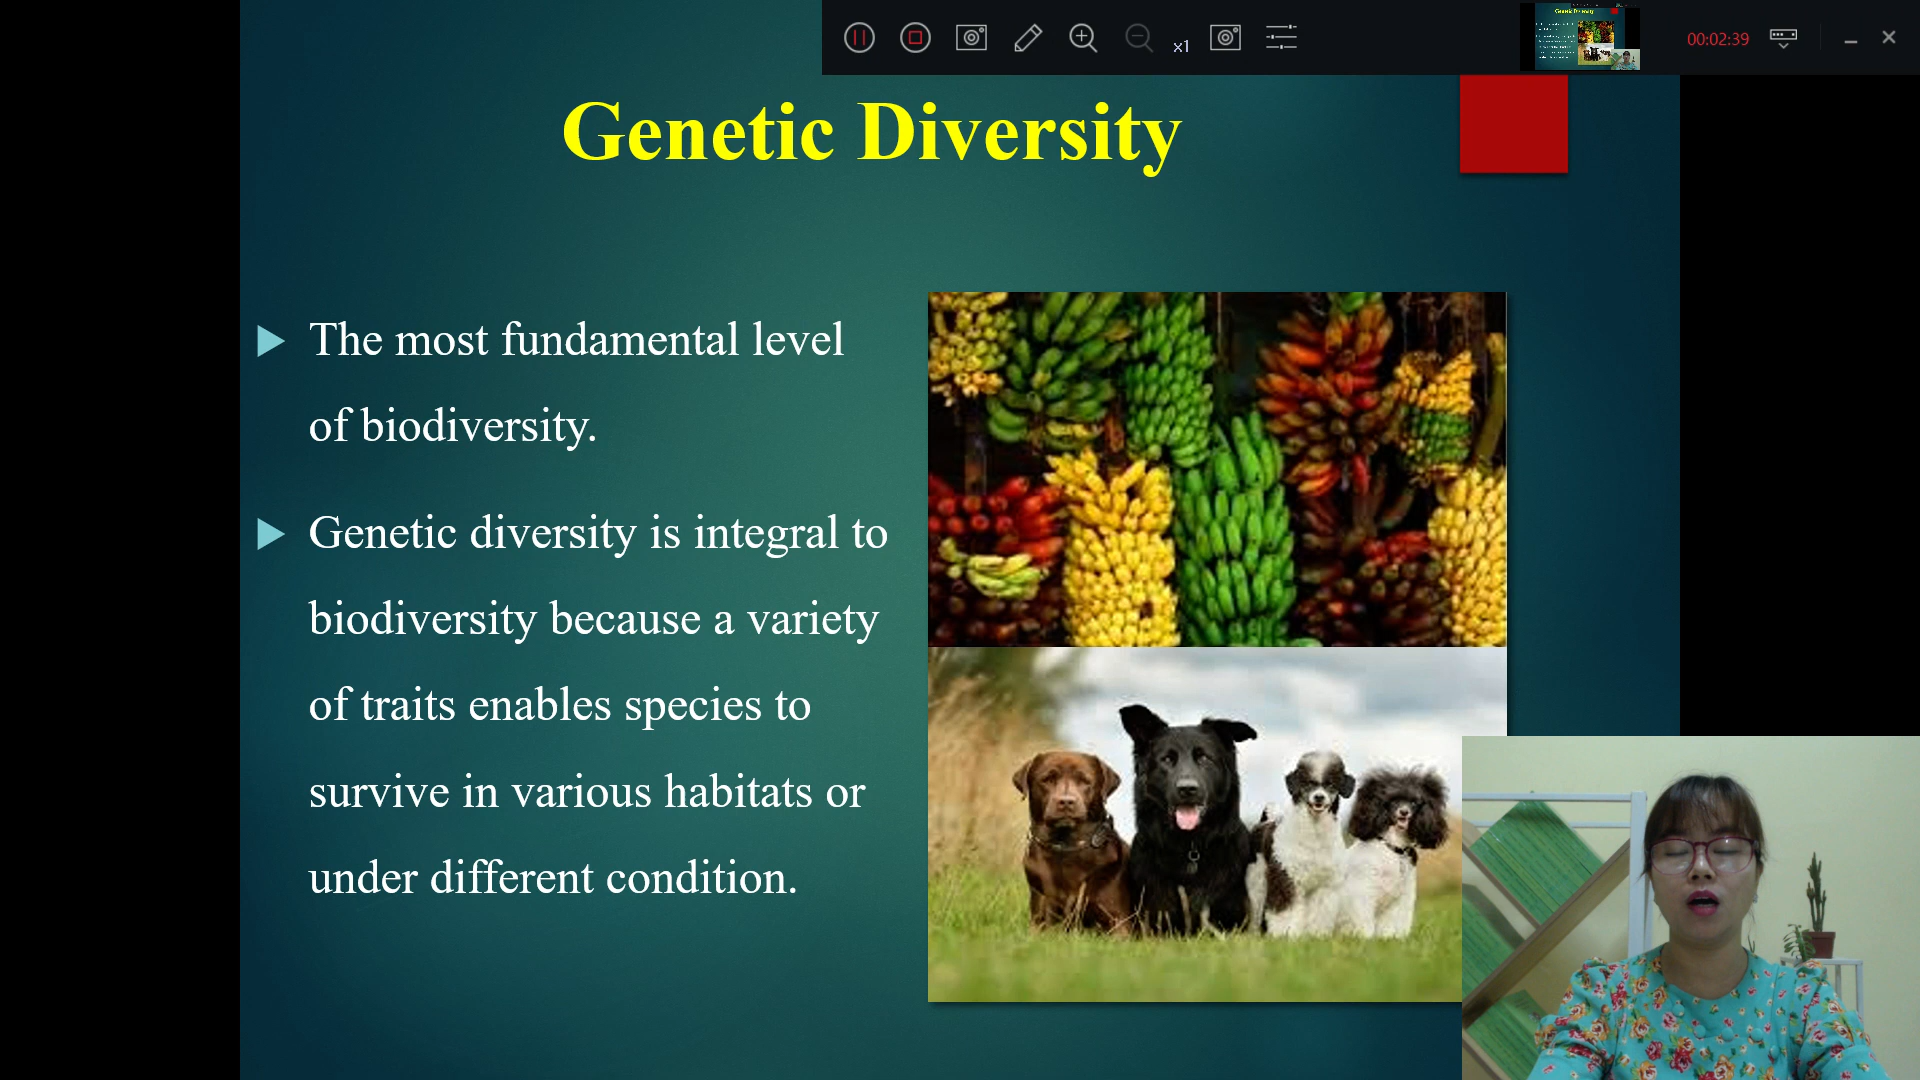 x1
00:02:39
Genetic Diversity
The most fundamental level
of biodiversity.
Genetic diversity is integral to
biodiversity because a variety
of traits enables species to
survive in various habitats or
under different condition.